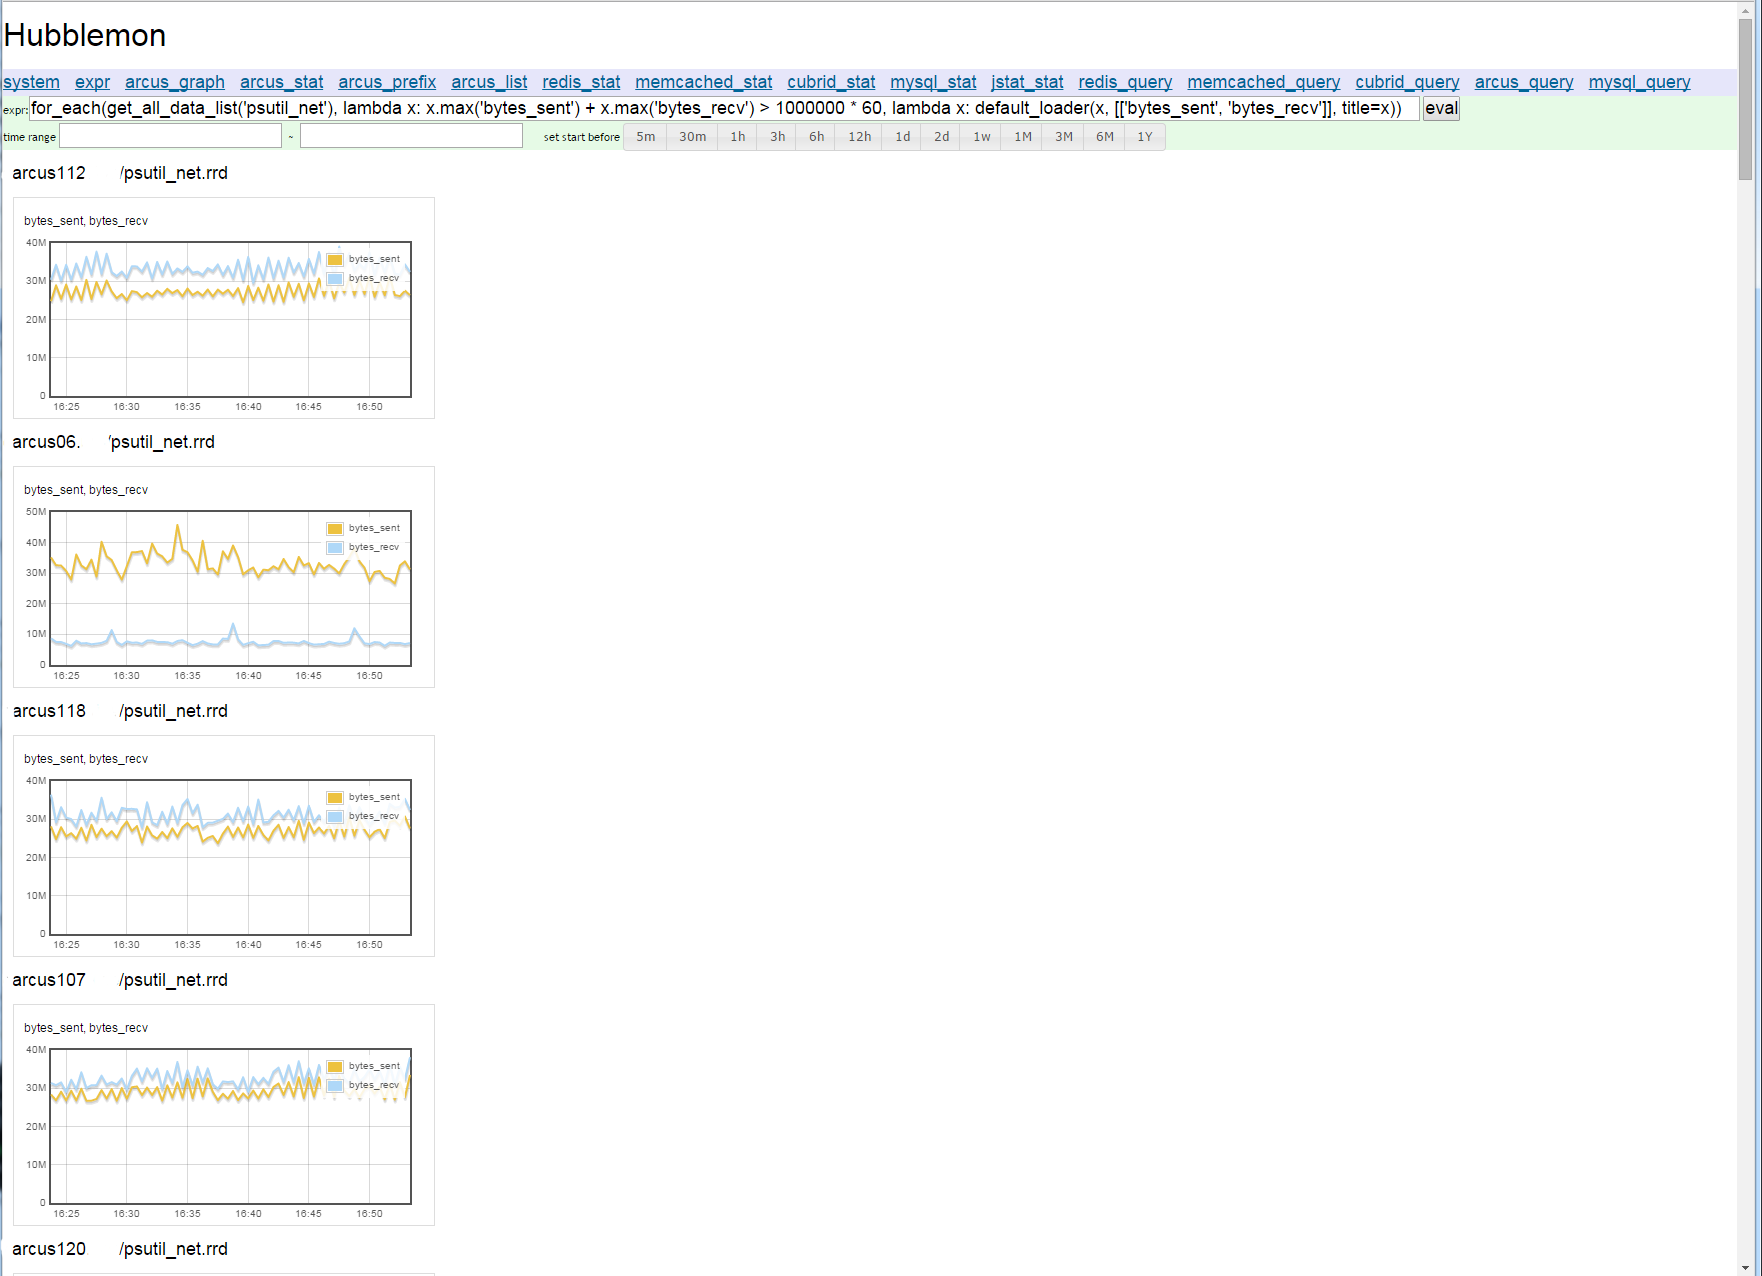 Hubblemon
system arcus_graph expr arcus_stat arcus_prefix arcus_list redis_stat memcached_stat cubrid_stat mysql_stat jstat_stat redis_query memcached_query cubrid_query arcus_query mysql_query
expr: for_each(get_all_data_list('psutil_net'), lambda x: x.max('bytes_sent') + x.max('bytes_recv') > 1000000 * 60, lambda x: default_loader(x, [['bytes_sent', 'bytes_recv']], title=x)) eval
time range ~ set start before 5m 30m 1h 3h 6h 12h 1d 2d 1w 1M 3M 6M 1Y
arcus112 /psutil_net.rrd
bytes_sent, bytes_recv
40M
bytes_sent
bytes_recv
30M
20M
10M
0
16:25 16:30 16:35 16:40 16:45 16:50
arcus06. /psutil_net.rrd
bytes_sent, bytes_recv
50M
bytes_sent
40M
bytes_recv
30M
20M
10M
0
16:25 16:30 16:35 16:40 16:45 16:50
arcus118 /psutil_net.rrd
bytes_sent, bytes_recv
40M
bytes_sent
bytes_recv
30M
20M
10M
0
16:25 16:30 16:35 16:40 16:45 16:50
arcus107 /psutil_net.rrd
bytes_sent, bytes_recv
40M
bytes_sent
bytes_recv
30M
20M
10M
0
16:25 16:30 16:35 16:40 16:45 16:50
arcus120 /psutil_net.rrd